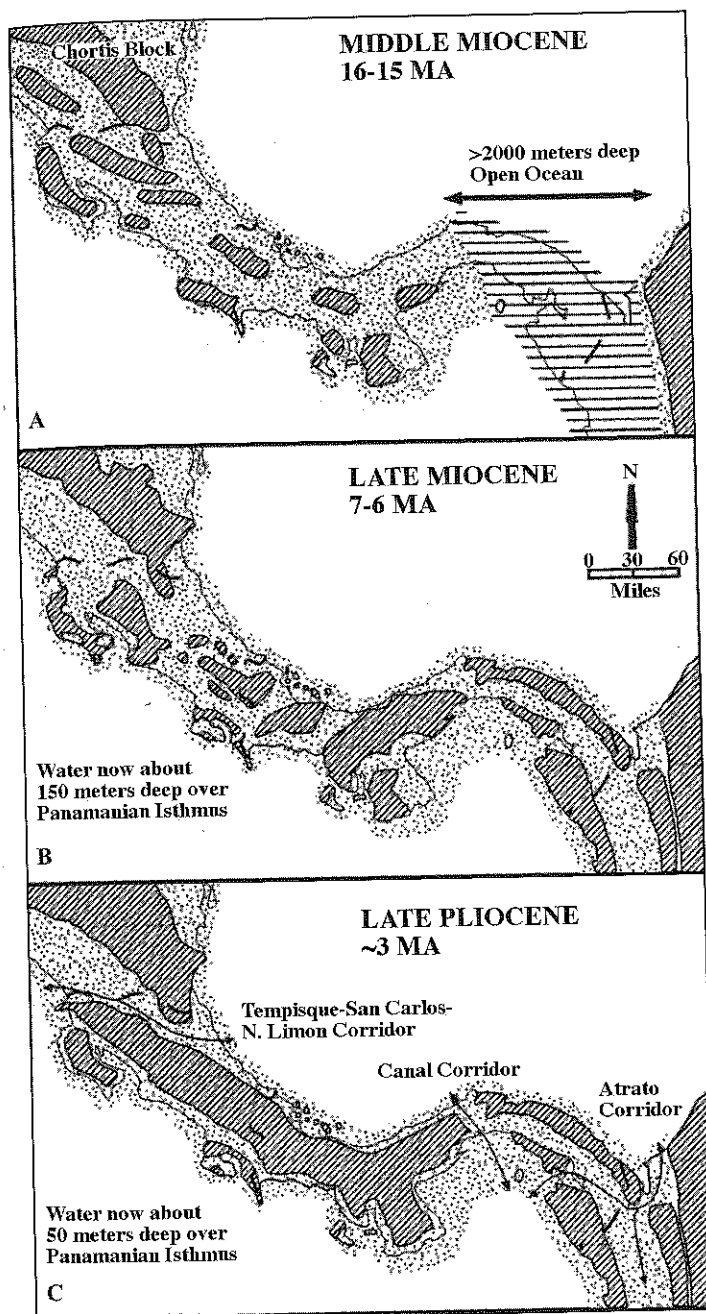 Chortis Block
MIDDLE MIOCENE
16-15 MA
>2000 meters deep
Open Ocean
A
LATE MIOCENE
7-6 MA
N
0 30 60
Miles
Water now about
150 meters deep over
Panamanian Isthmus
B
LATE PLIOCENE
~3 MA
Tempisque-San Carlos-
N. Limon Corridor
Canal Corridor
Atrato
Corridor
Water now about
50 meters deep over
Panamanian Isthmus
C